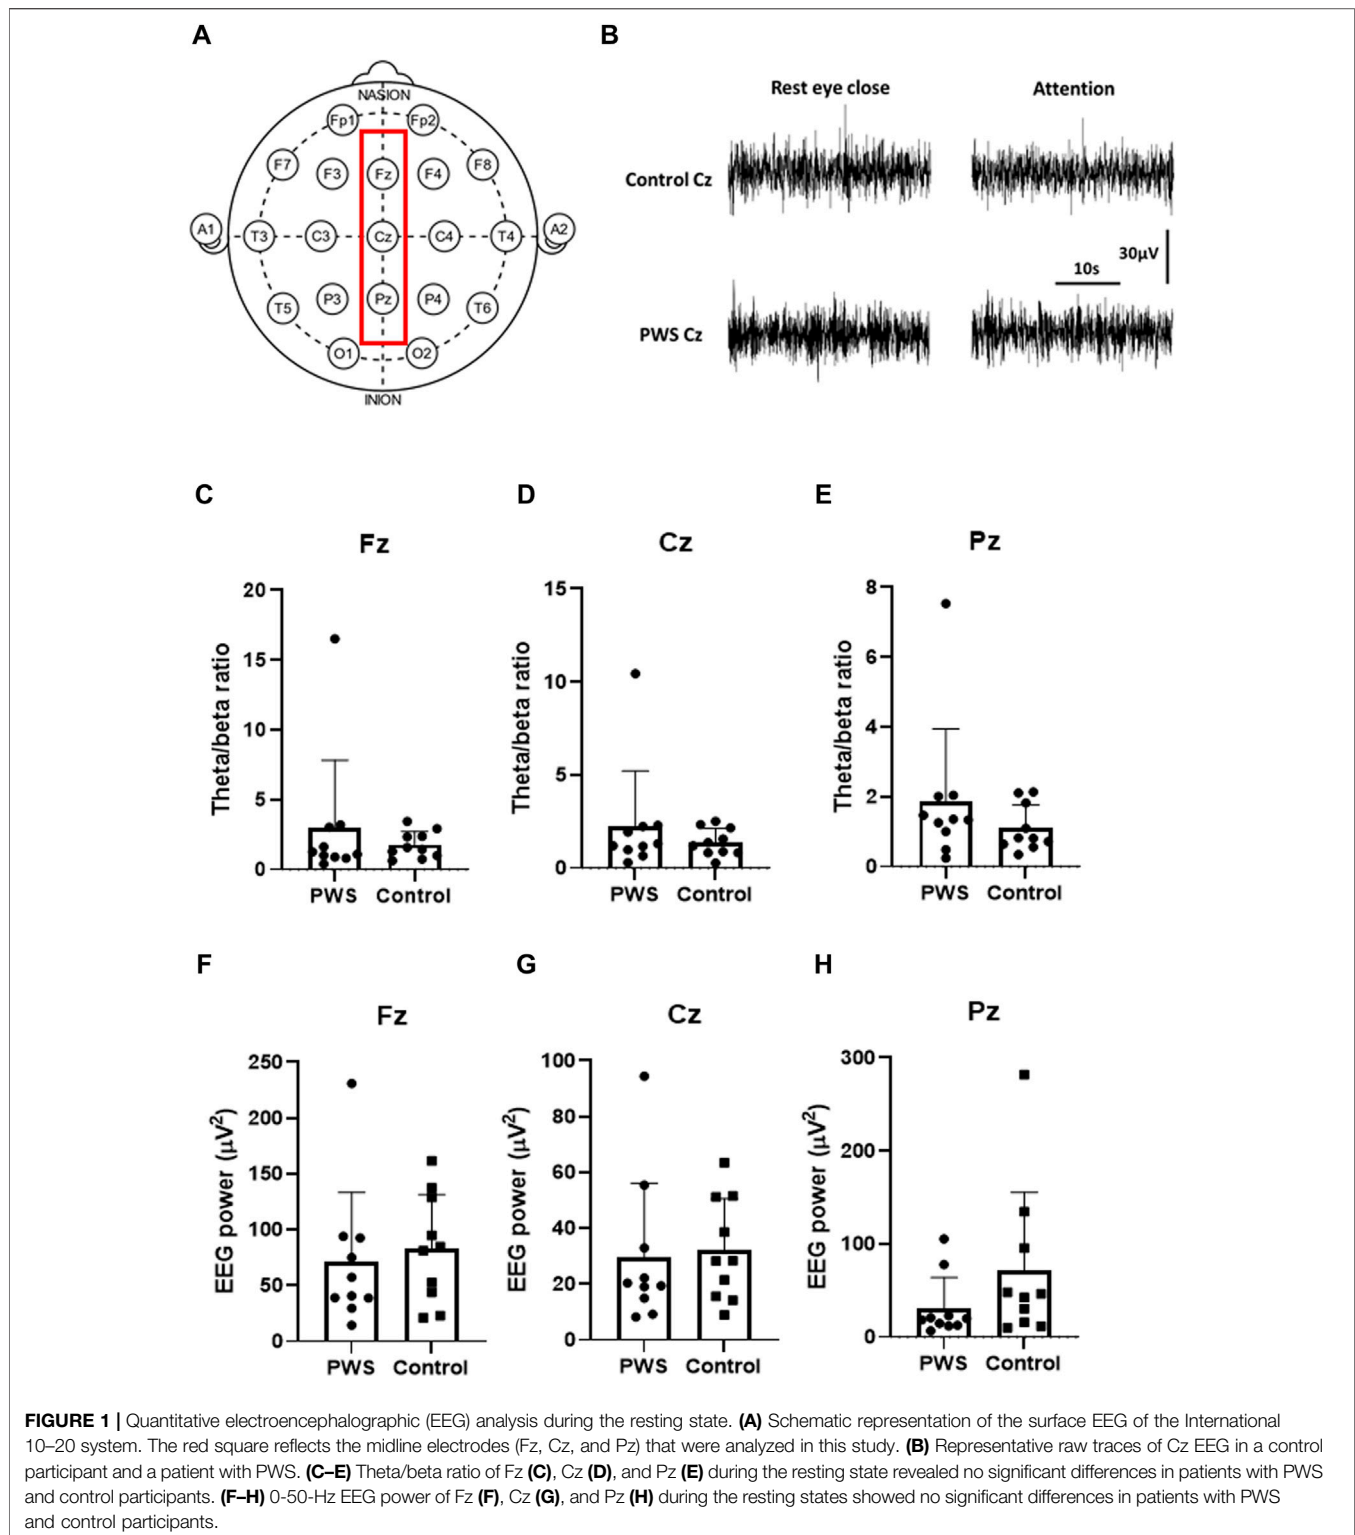 A
NASION
Fp1 Fp2
F7 F3 Fz F4 F8
A1 T3 C3 Cz C4 T4 A2
T5 P3 Pz P4 T6
O1 O2
INION
B
Rest eye close Attention
Control Cz
30μV
10s
PWS Cz
C
Fz
Theta/beta ratio
20
15
10
5
0
PWS Control
D
Cz
Theta/beta ratio
15
10
5
0
PWS Control
E
Pz
Theta/beta ratio
8
6
4
2
0
PWS Control
F
Fz
EEG power (μV²)
250
200
150
100
50
0
PWS Control
G
Cz
EEG power (μV²)
100
80
60
40
20
0
PWS Control
H
Pz
EEG power (μV²)
300
200
100
0
PWS Control
FIGURE 1 | Quantitative electroencephalographic (EEG) analysis during the resting state. (A) Schematic representation of the surface EEG of the International
10–20 system. The red square reflects the midline electrodes (Fz, Cz, and Pz) that were analyzed in this study. (B) Representative raw traces of Cz EEG in a control
participant and a patient with PWS. (C–E) Theta/beta ratio of Fz (C), Cz (D), and Pz (E) during the resting state revealed no significant differences in patients with PWS
and control participants. (F–H) 0-50-Hz EEG power of Fz (F), Cz (G), and Pz (H) during the resting states showed no significant differences in patients with PWS
and control participants.